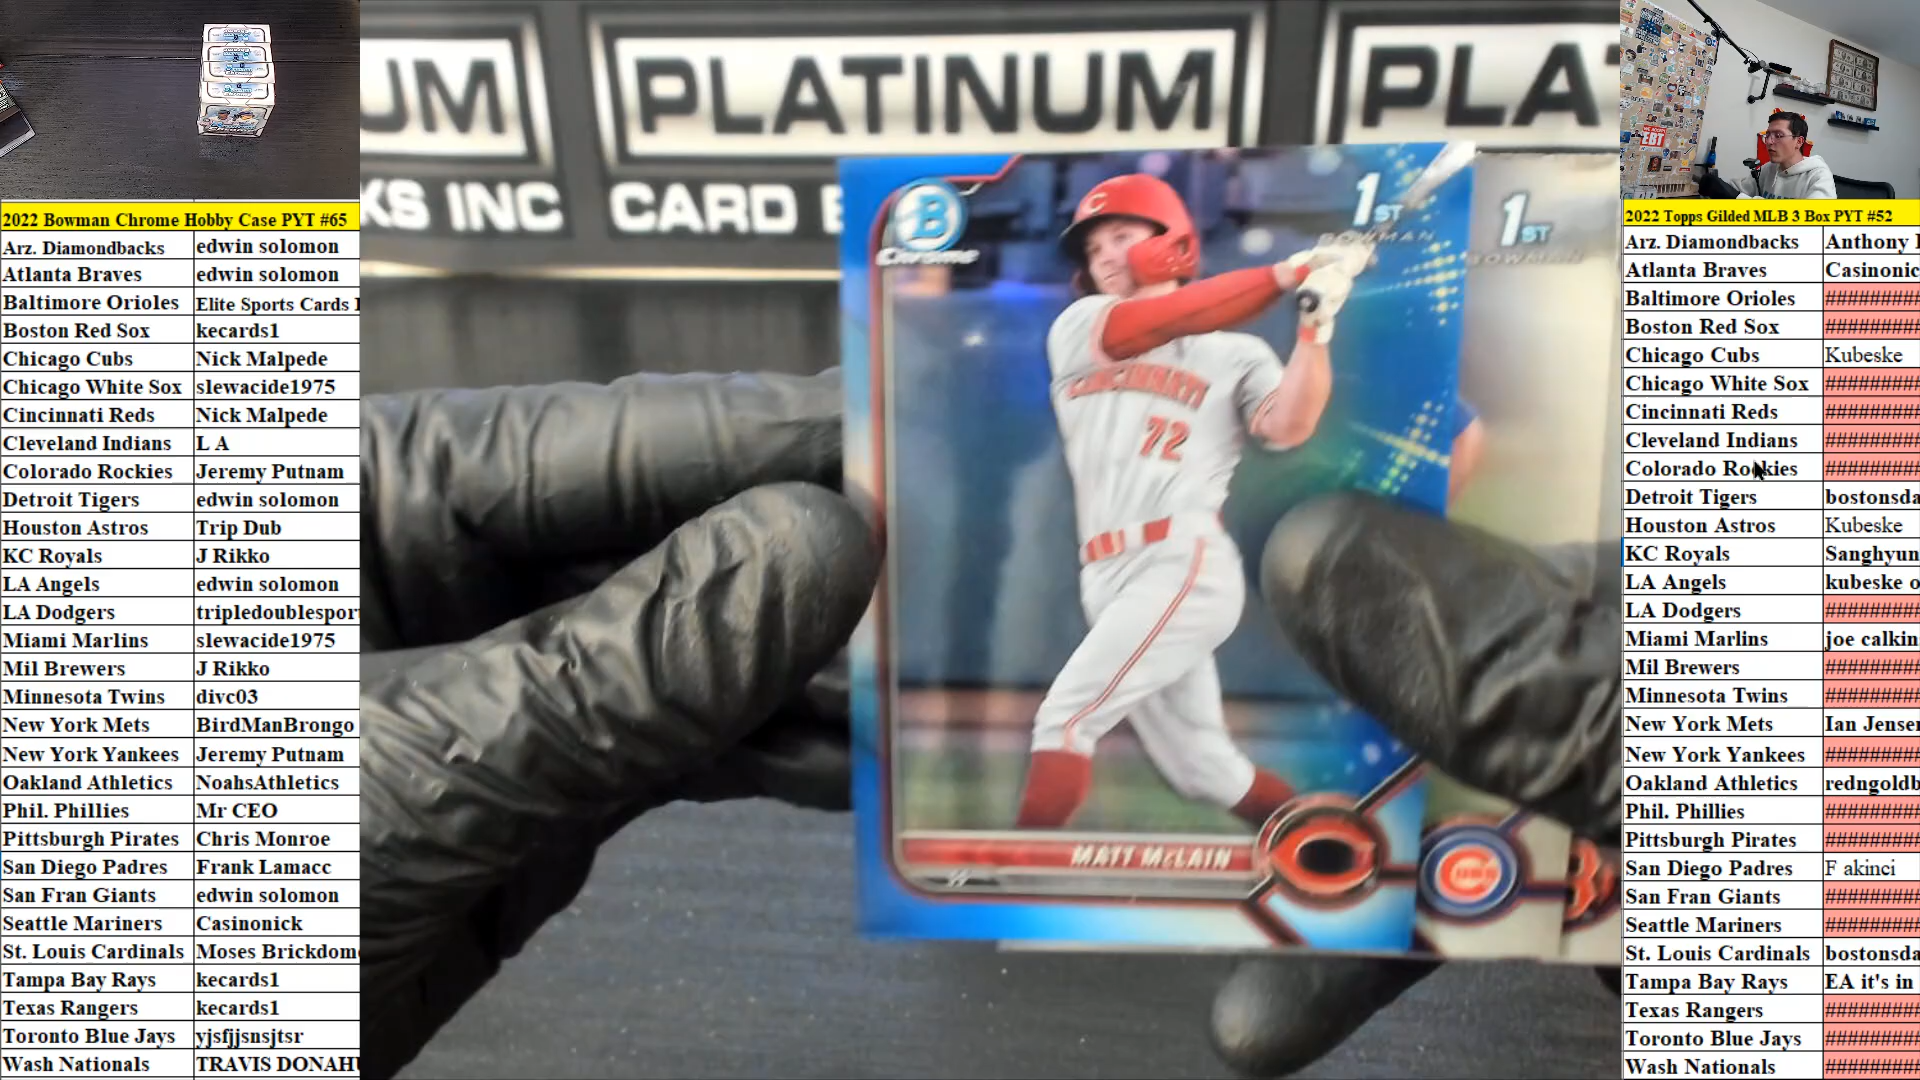 2022 Bowman Chrome Hobby Case PYT #65
Arz. Diamondbacks edwin solomon
Atlanta Braves edwin solomon
Baltimore Orioles Elite Sports Cards
Boston Red Sox kecards1
Chicago Cubs Nick Malpede
Chicago White Sox slewacide1975
Cincinnati Reds Nick Malpede
Cleveland Indians L A
Colorado Rockies Jeremy Putnam
Detroit Tigers edwin solomon
Houston Astros Trip Dub
KC Royals J Rikko
LA Angels edwin solomon
LA Dodgers tripledoublespor
Miami Marlins slewacide1975
Mil Brewers J Rikko
Minnesota Twins divc03
New York Mets BirdManBrongo
New York Yankees Jeremy Putnam
Oakland Athletics NoahsAthletics
Phil. Phillies Mr CEO
Pittsburgh Pirates Chris Monroe
San Diego Padres Frank Lamacc
San Fran Giants edwin solomon
Seattle Mariners Casinonick
St. Louis Cardinals Moses Brickdom
Tampa Bay Rays kecards1
Texas Rangers kecards1
Toronto Blue Jays yjsfjjsnsjtsr
Wash Nationals TRAVIS DONAH
UM PLATINUM PLA
KS INC CARD B
B
Chrome
1ST
BOWMAN
1ST
BOWMAN
CINCINNATI
72
MATT McLAIN
CUBS
WE ACCEPT
EBT
2022 Topps Gilded MLB 3 Box PYT #52
Arz. Diamondbacks Anthony
Atlanta Braves Casinonic
Baltimore Orioles #########
Boston Red Sox #########
Chicago Cubs Kubeske
Chicago White Sox #########
Cincinnati Reds #########
Cleveland Indians #########
Colorado Rockies #########
Detroit Tigers bostonsda
Houston Astros Kubeske
KC Royals Sanghyun
LA Angels kubeske o
LA Dodgers #########
Miami Marlins joe calkin
Mil Brewers #########
Minnesota Twins #########
New York Mets Ian Jensen
New York Yankees #########
Oakland Athletics redngoldb
Phil. Phillies #########
Pittsburgh Pirates #########
San Diego Padres F akinci
San Fran Giants #########
Seattle Mariners #########
St. Louis Cardinals bostonsda
Tampa Bay Rays EA it's in
Texas Rangers #########
Toronto Blue Jays #########
Wash Nationals #########